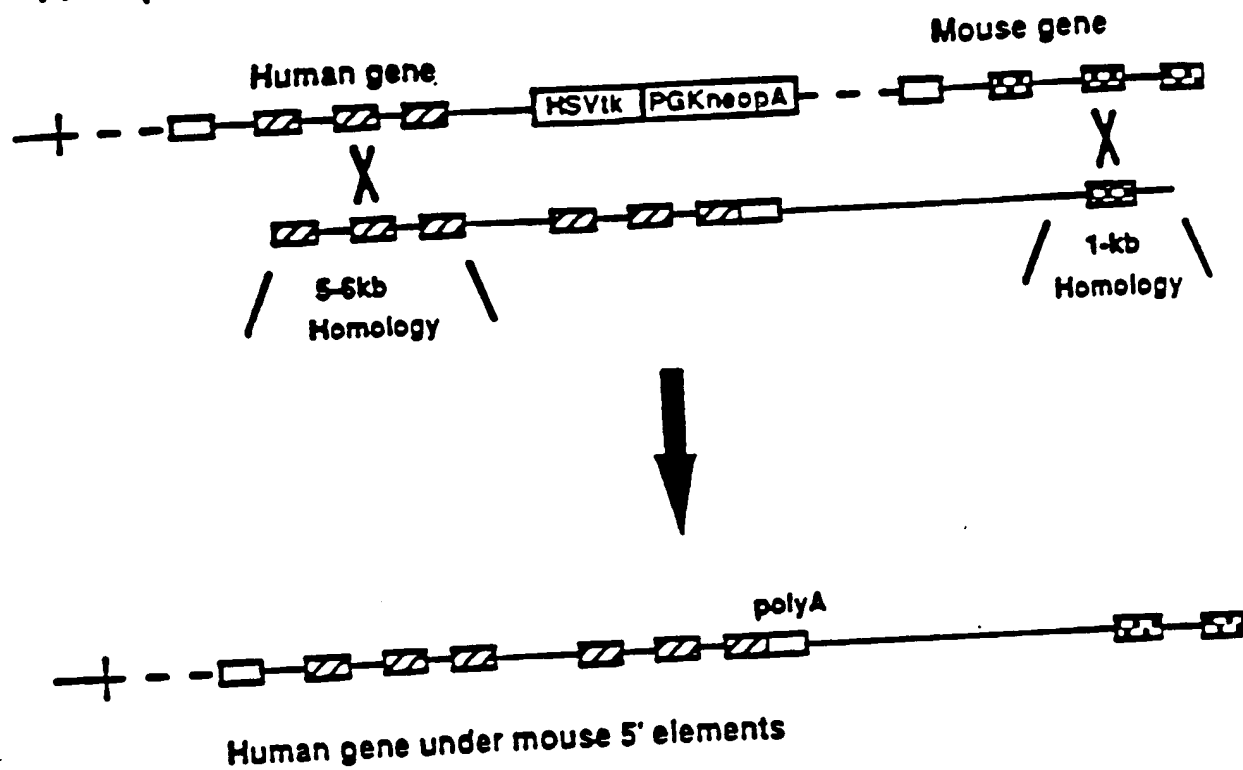 Mouse gene
Human gene
HSVtk PGKneopA
5-6kb
Homology
1-kb
Homology
polyA
Human gene under mouse 5' elements